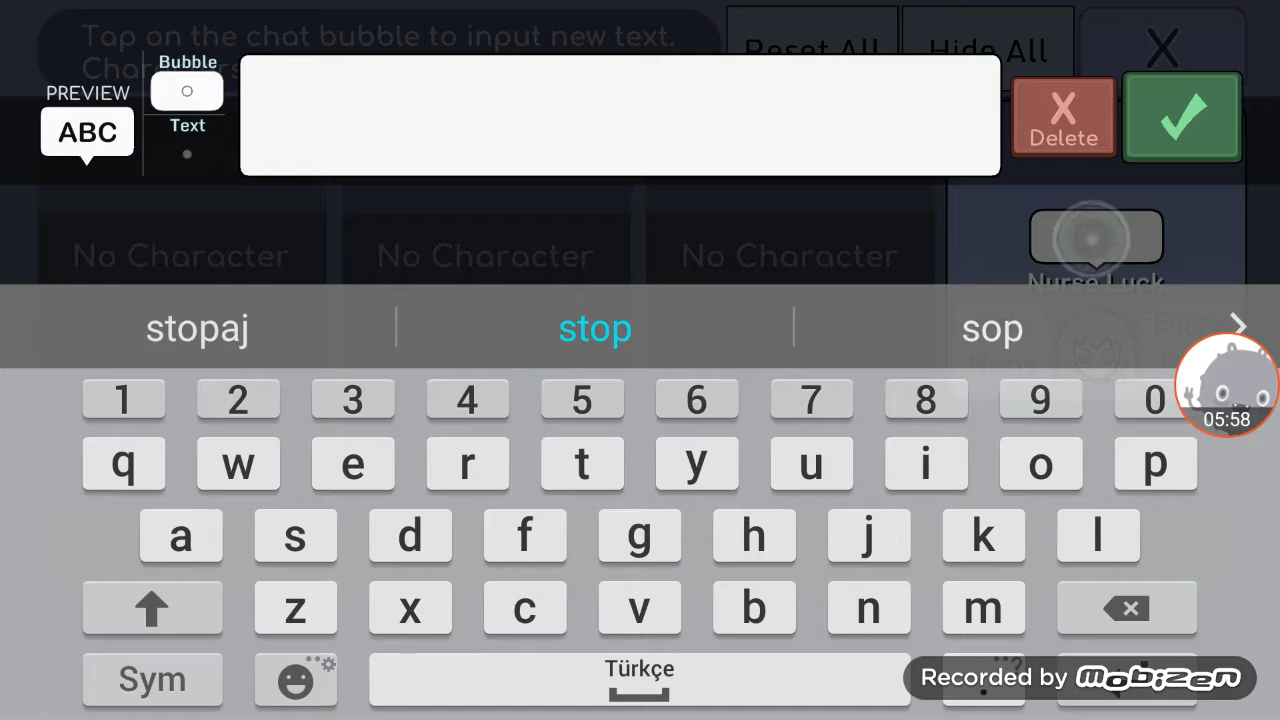 Tap on the chat bubble to input new text.
Reset All
Hide All
X
Bubble
PREVIEW
ABC
Text
X
Delete
No Character
No Character
No Character
Nurse Luck
stopaj
stop
sop
1 2 3 4 5 6 7 8 9 0
05:58
q w e r t y u i o p
a s d f g h j k l
z x c v b n m
Sym
Türkçe
Recorded by mobizen